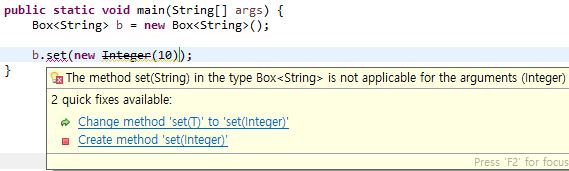 public static void main(String[] args) {
Box<String> b = new Box<String>();
b.set(new Integer(10));
}
The method set(String) in the type Box<String> is not applicable for the arguments (Integer)
2 quick fixes available:
Change method 'set(T)' to 'set(Integer)'
Create method 'set(Integer)'
Press 'F2' for focus